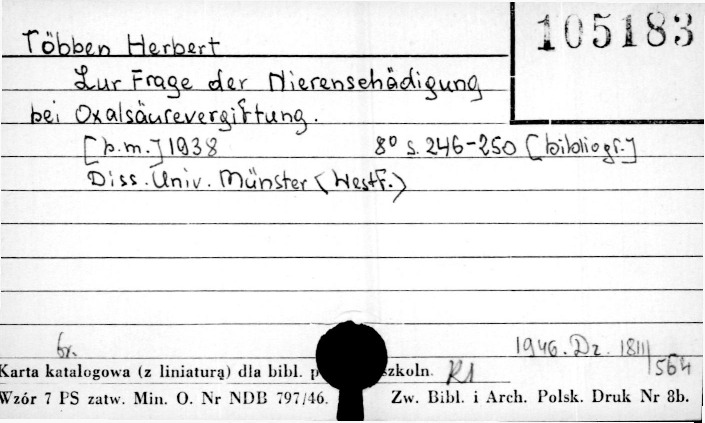 105183
Többen Herbert
Zur Frage der Nierenschädigung
bei Oxalsäurevergiftung.
[b.m.] 1938 8° s. 246-250 [bibliogr.]
Diss. Univ. Münster (Westf.)
br. 1946. Dz. 18III/564
Karta katalogowa (z liniaturą) dla bibl. p szkoln.
Wzór 7 PS zatw. Min. O. Nr NDB 797/46. Zw. Bibl. i Arch. Polsk. Druk Nr 8b.